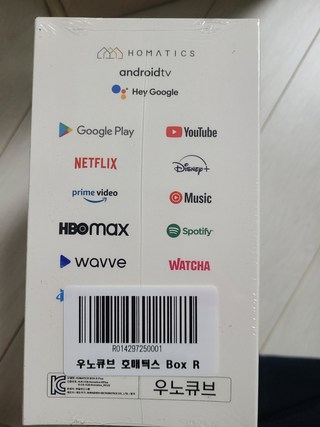 HOMATICS
androidtv
Hey Google
Google Play
YouTube
NETFLIX
Disney+
prime video
Music
HBOmax
Spotify
wavve
WATCHA
R014297250001
우노큐브 호매틱스 Box R
우노큐브